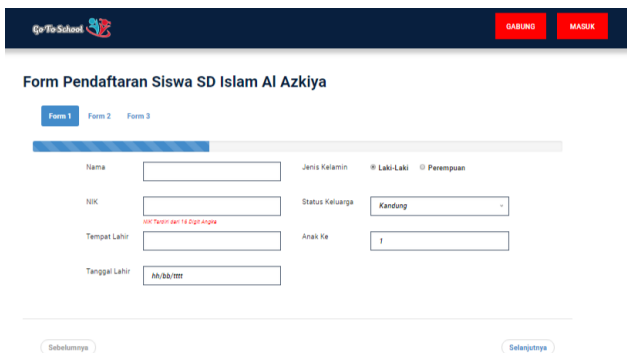 Go To School
GABUNG MASUK
Form Pendaftaran Siswa SD Islam Al Azkiya
Form 1 Form 2 Form 3
Nama
Jenis Kelamin Laki-Laki Perempuan
NIK
Status Keluarga Kandung
NIK Terdiri dari 16 Digit Angka
Tempat Lahir
Anak Ke 1
Tanggal Lahir hh/bb/tttt
Sebelumnya Selanjutnya